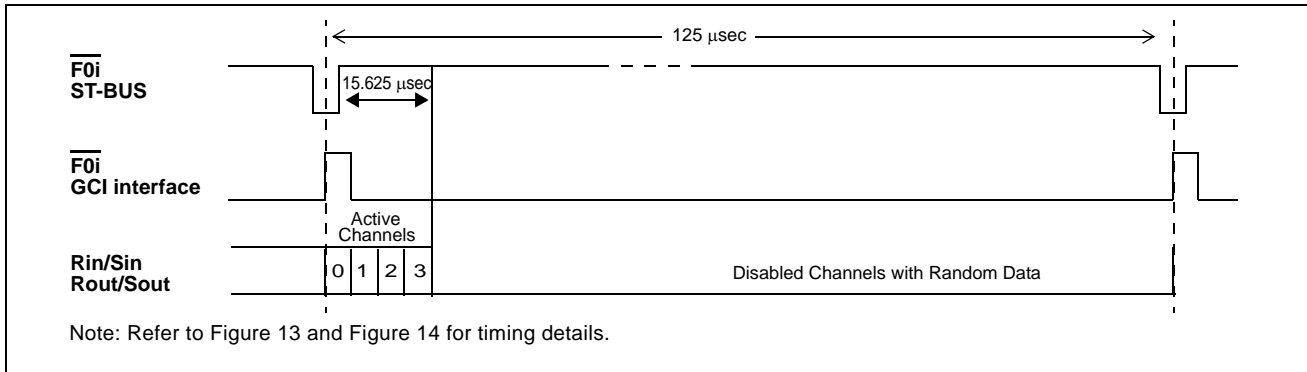 125 µsec
F0i
ST-BUS
15.625 µsec
F0i
GCI interface
Active
Channels
Rin/Sin
Rout/Sout
0 1 2 3
Disabled Channels with Random Data
Note: Refer to Figure 13 and Figure 14 for timing details.